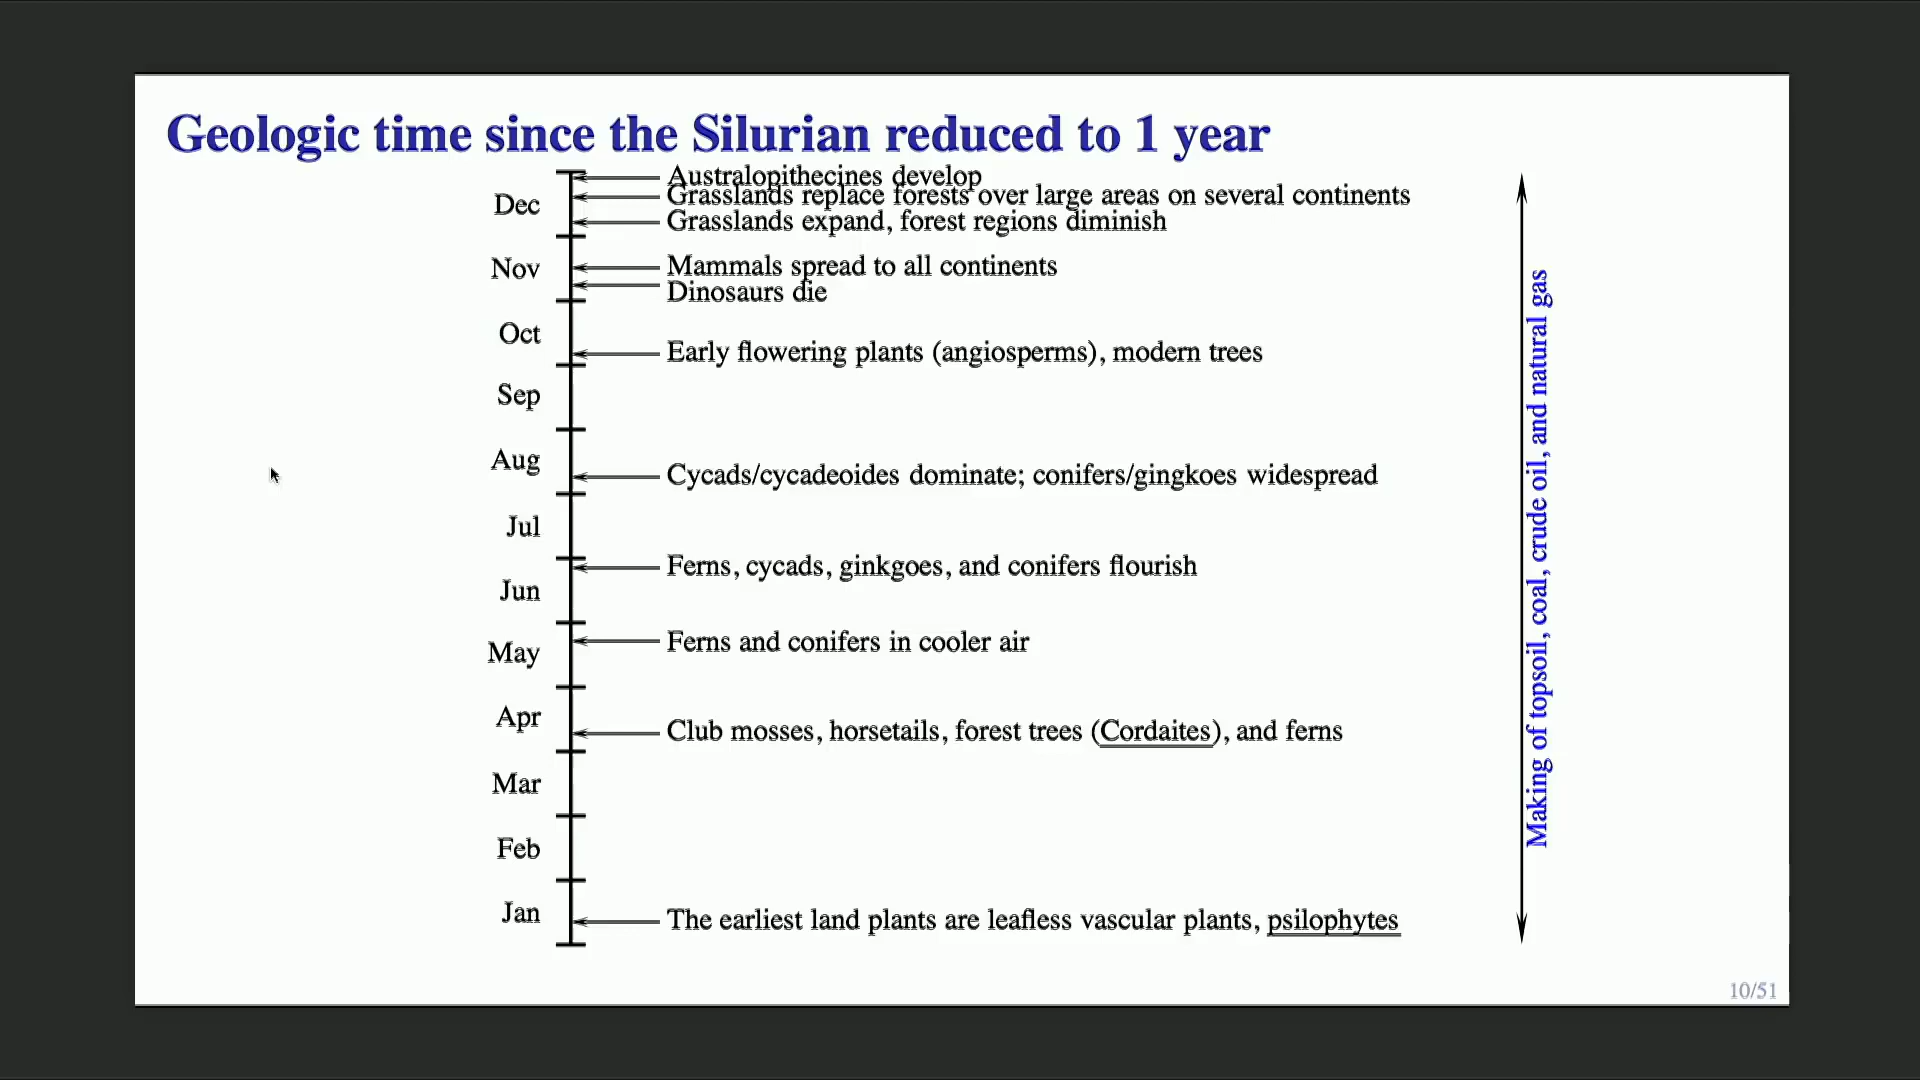 Geologic time since the Silurian reduced to 1 year
Dec
Australopithecines develop
Grasslands replace forests over large areas on several continents
Grasslands expand, forest regions diminish
Nov
Mammals spread to all continents
Dinosaurs die
Oct
Early flowering plants (angiosperms), modern trees
Sep
Aug
Cycads/cycadeoides dominate; conifers/gingkoes widespread
Jul
Ferns, cycads, ginkgoes, and conifers flourish
Jun
May
Ferns and conifers in cooler air
Apr
Club mosses, horsetails, forest trees (Cordaites), and ferns
Mar
Feb
Jan
The earliest land plants are leafless vascular plants, psilophytes
Making of topsoil, coal, crude oil, and natural gas
10/51